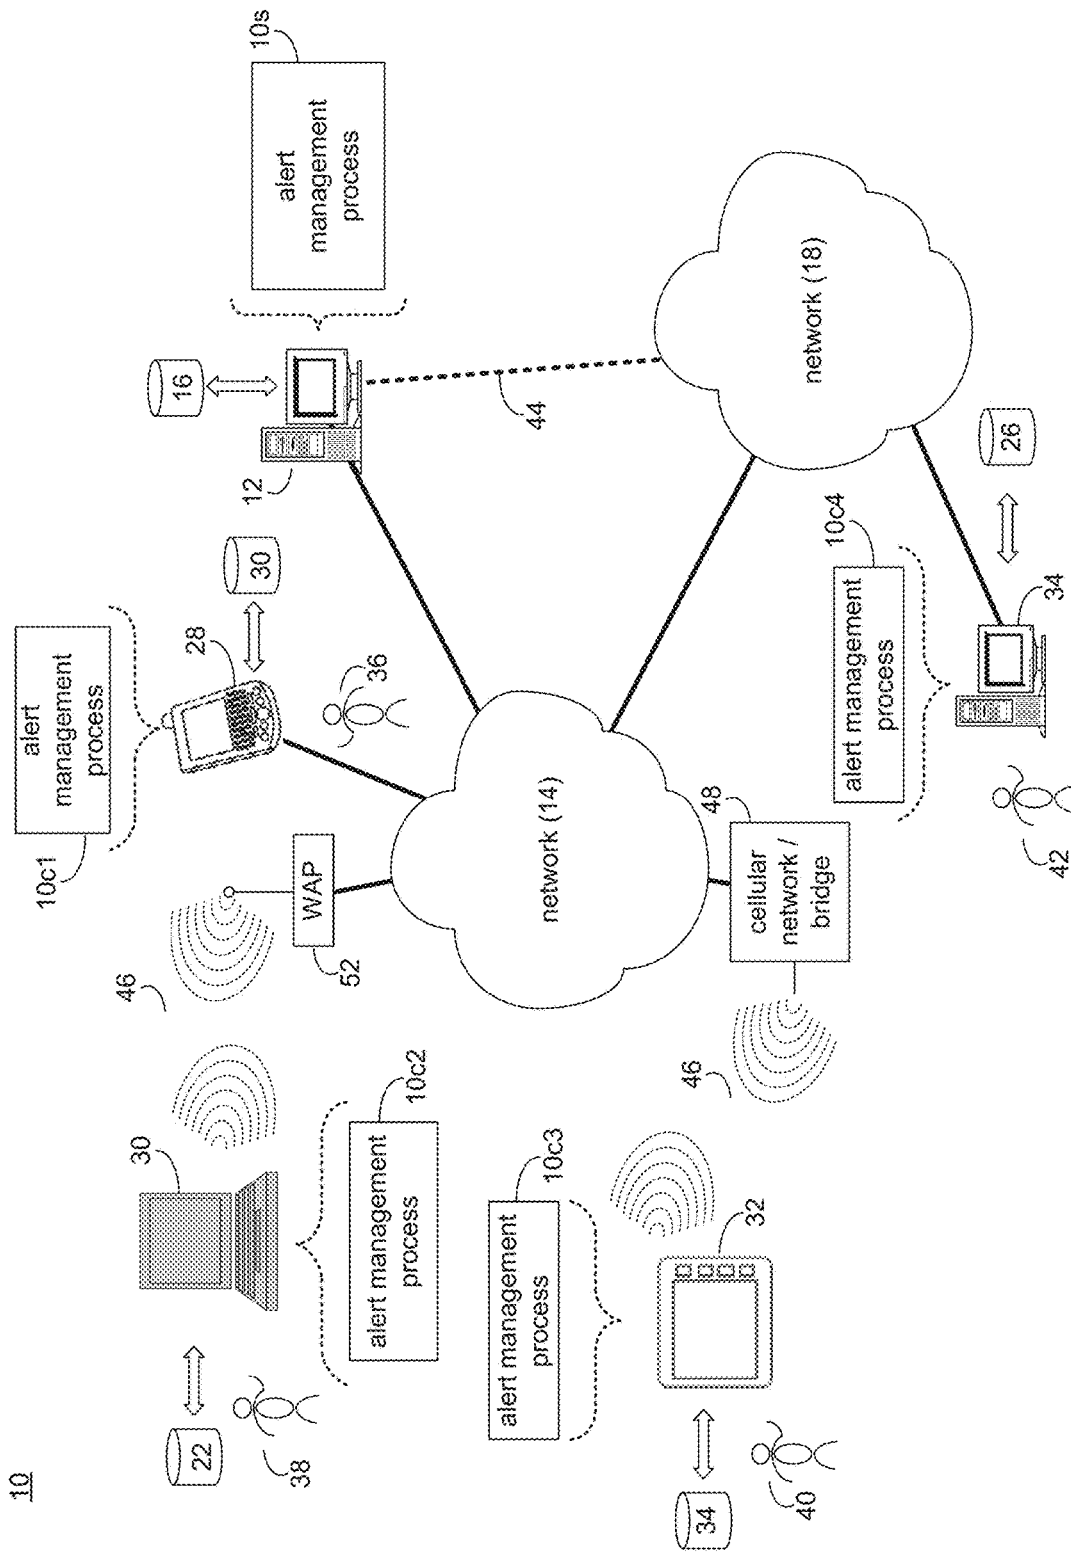 10
22
38
30
alert management
process
10c2
34
40
32
alert management
process
10c3
46
46
10c1
alert
management
process
28
30
36
WAP
52
network (14)
48
cellular
network /
bridge
12
16
10s
alert
management
process
44
network (18)
26
10c4
alert management
process
34
42